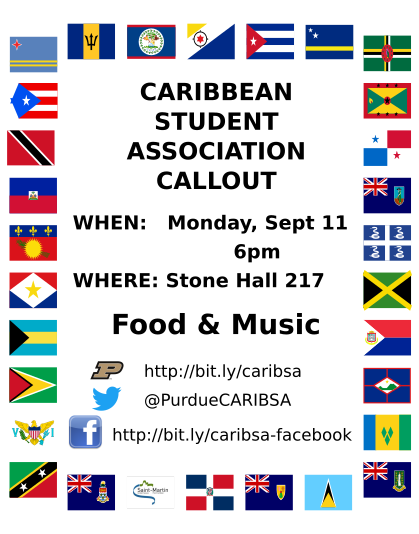 CARIBBEAN
STUDENT
ASSOCIATION
CALLOUT
WHEN: Monday, Sept 11
6pm
WHERE: Stone Hall 217
Food & Music
http://bit.ly/caribsa
@PurdueCARIBSA
http://bit.ly/caribsa-facebook
Saint-Martin